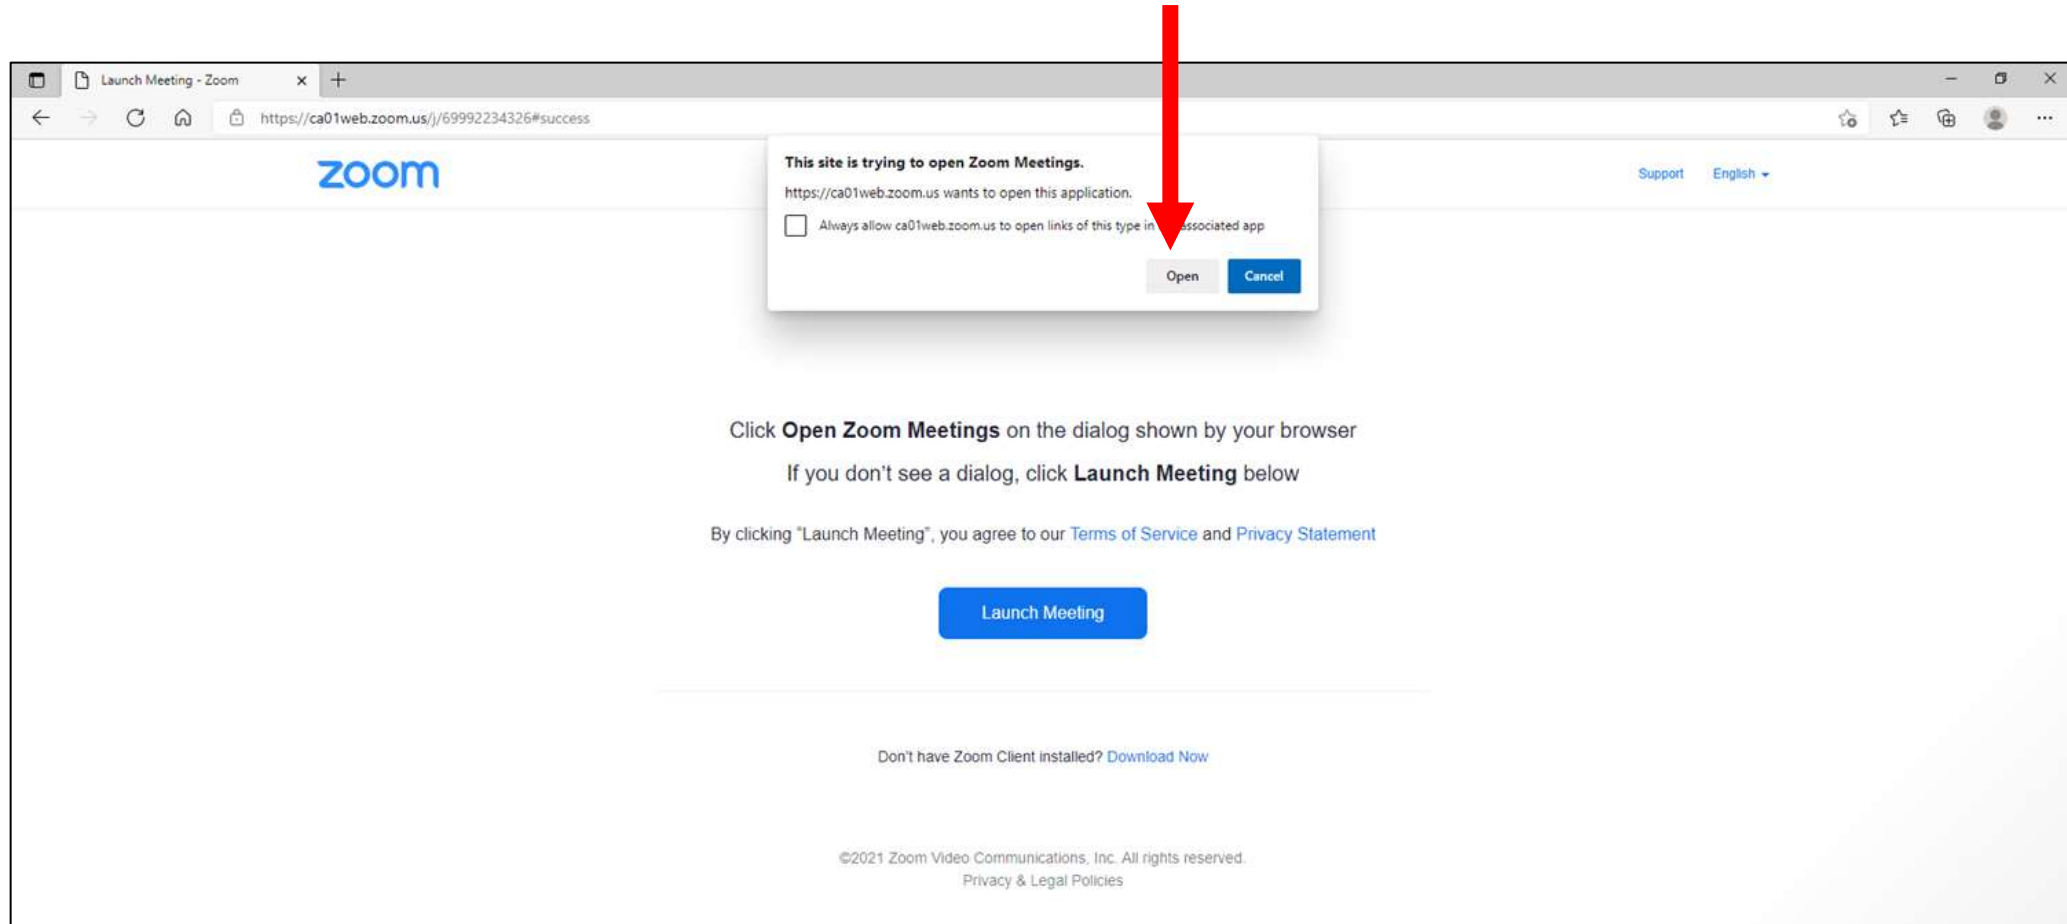 Launch Meeting - Zoom
https://ca01web.zoom.us/j/69992234326#success
zoom
Support English
This site is trying to open Zoom Meetings.
https://ca01web.zoom.us wants to open this application.
Always allow ca01web.zoom.us to open links of this type in associated app
Open Cancel
Click Open Zoom Meetings on the dialog shown by your browser
If you don't see a dialog, click Launch Meeting below
By clicking "Launch Meeting", you agree to our Terms of Service and Privacy Statement
Launch Meeting
Don't have Zoom Client installed? Download Now
©2021 Zoom Video Communications, Inc. All rights reserved.
Privacy & Legal Policies